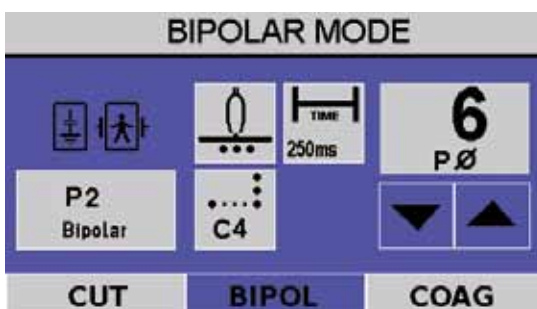 BIPOLAR MODE
TIME
250ms
6
PØ
P2
Bipolar
C4
CUT BIPOL COAG